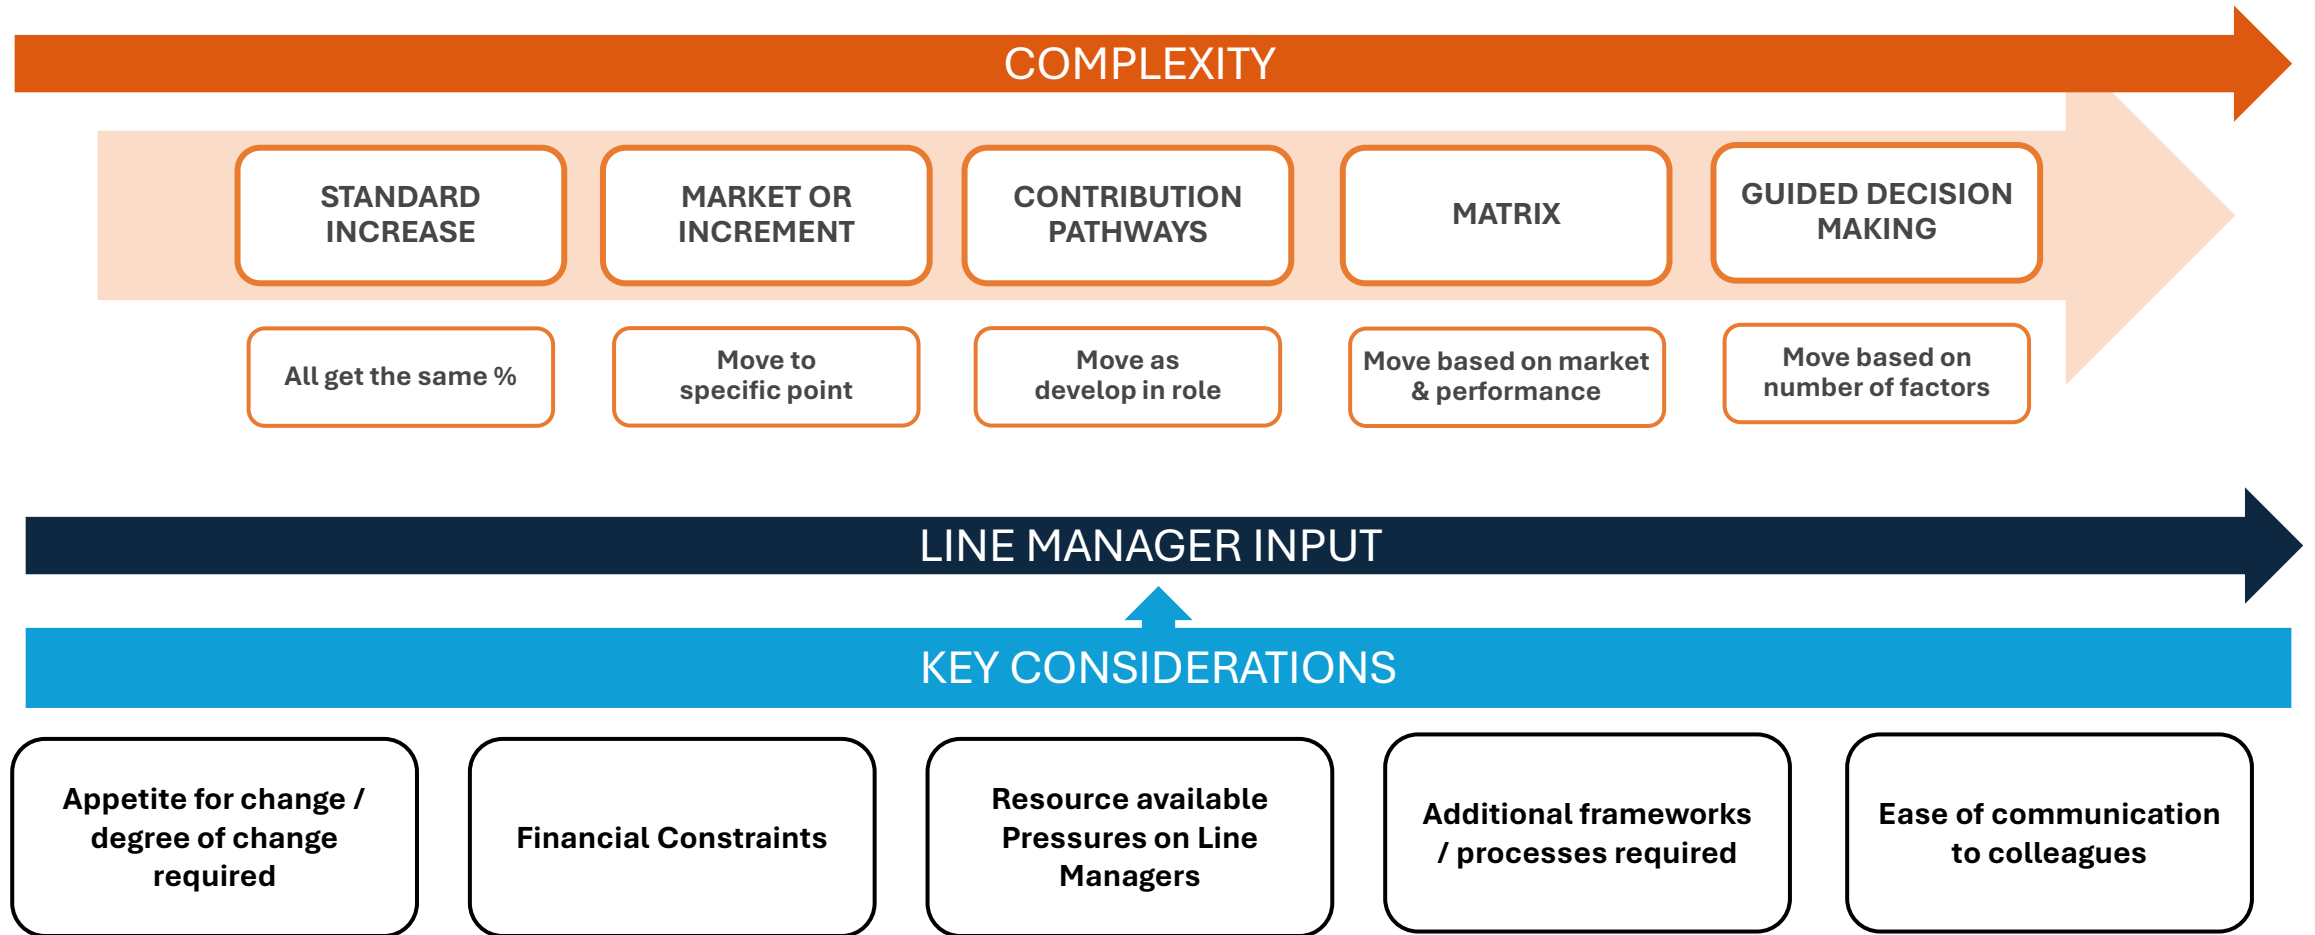 COMPLEXITY
STANDARD
INCREASE
MARKET OR
INCREMENT
CONTRIBUTION
PATHWAYS
MATRIX
GUIDED DECISION
MAKING
All get the same %
Move to
specific point
Move as
develop in role
Move based on market
& performance
Move based on
number of factors
LINE MANAGER INPUT
KEY CONSIDERATIONS
Appetite for change /
degree of change
required
Financial Constraints
Resource available
Pressures on Line
Managers
Additional frameworks
/ processes required
Ease of communication
to colleagues